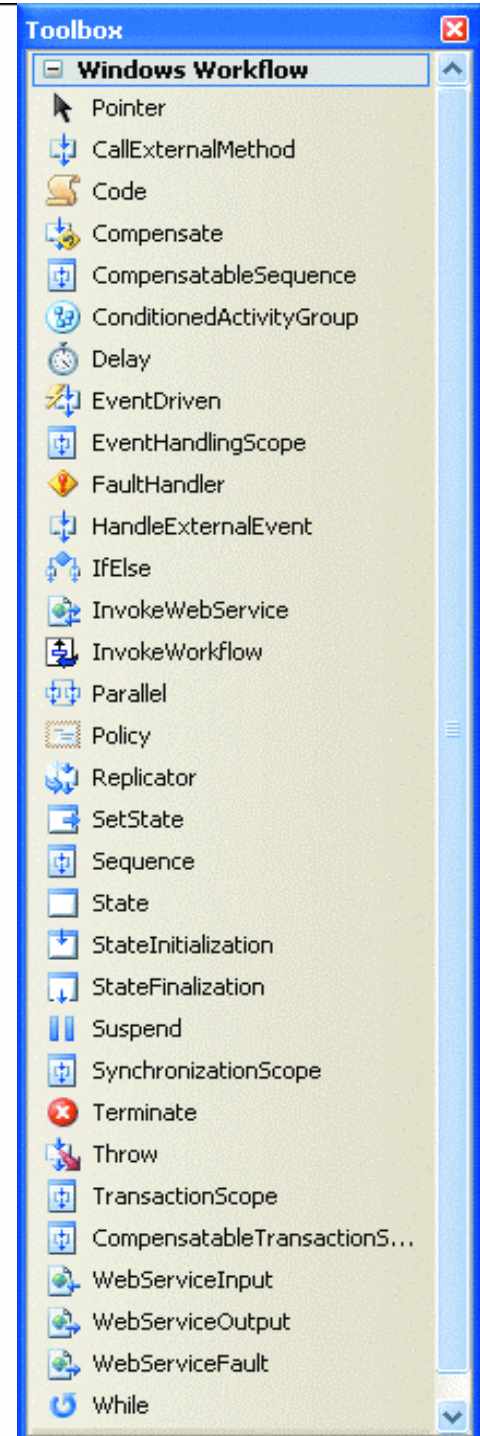 Toolbox
Windows Workflow
Pointer
CallExternalMethod
Code
Compensate
CompensatableSequence
ConditionedActivityGroup
Delay
EventDriven
EventHandlingScope
FaultHandler
HandleExternalEvent
IfElse
InvokeWebService
InvokeWorkflow
Parallel
Policy
Replicator
SetState
Sequence
State
StateInitialization
StateFinalization
Suspend
SynchronizationScope
Terminate
Throw
TransactionScope
CompensatableTransactionS...
WebServiceInput
WebServiceOutput
WebServiceFault
While